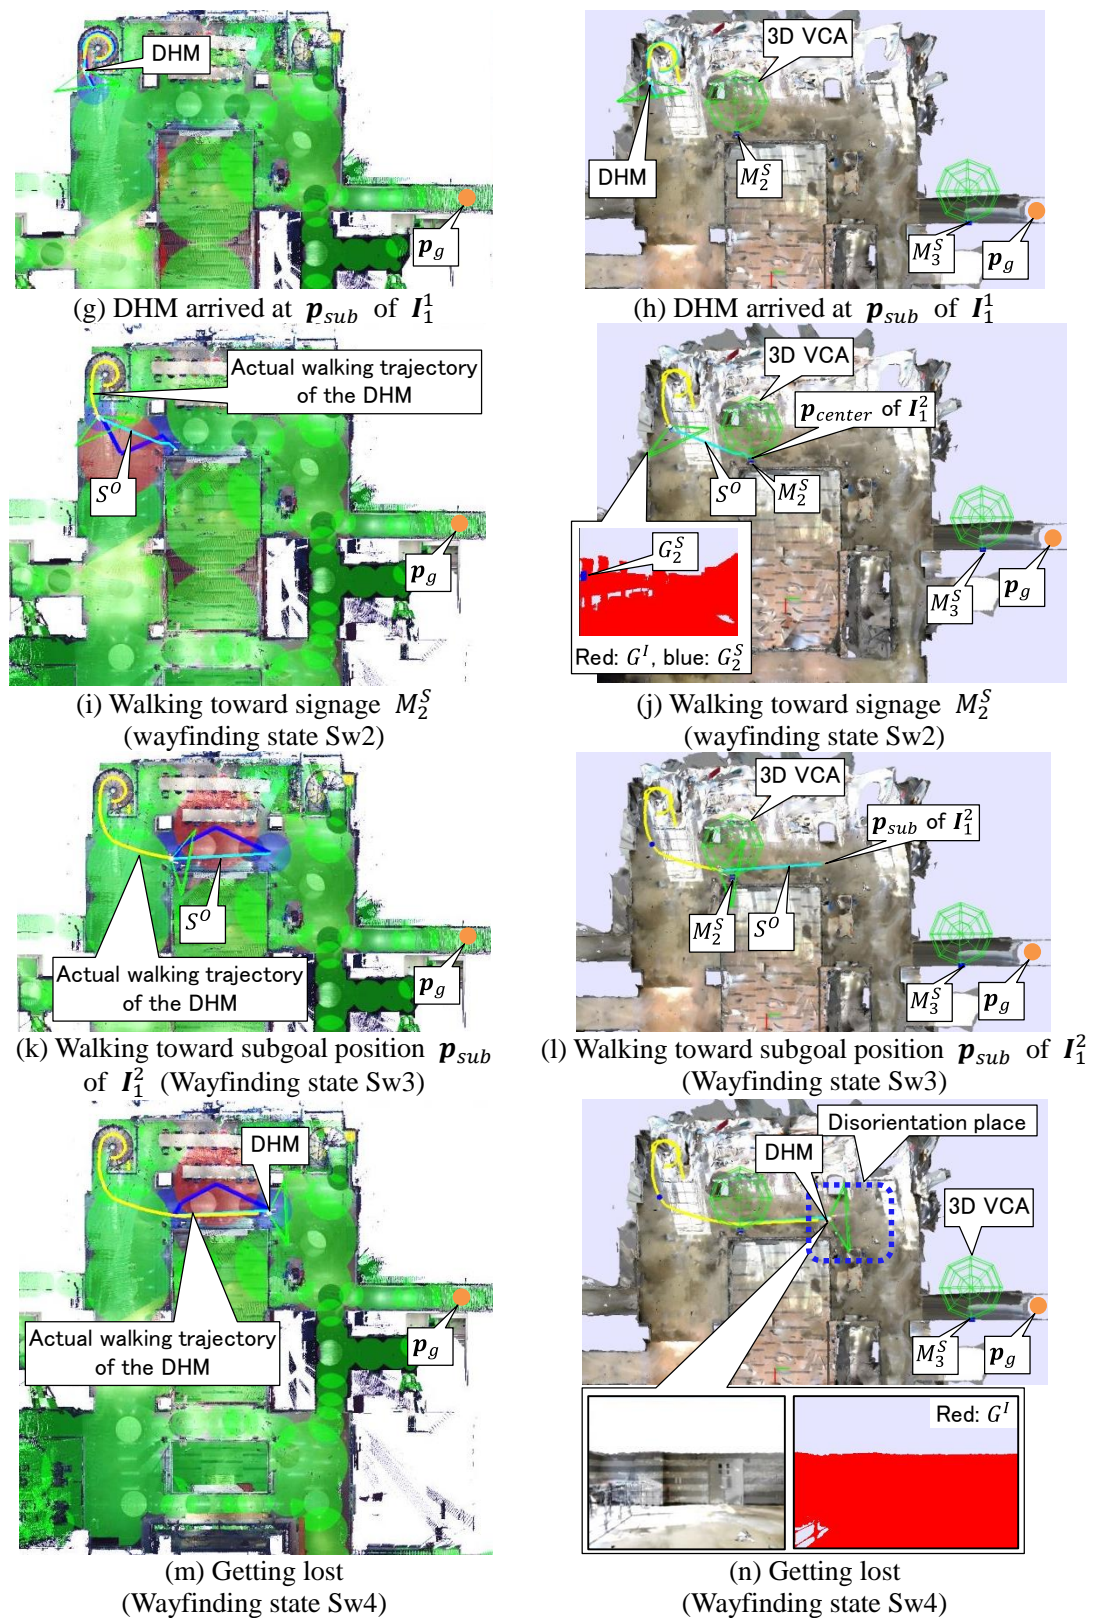 DHM
p_g
(g) DHM arrived at p_sub of I_1^1
3D VCA
DHM
M_2^S
M_3^S
p_g
(h) DHM arrived at p_sub of I_1^1
Actual walking trajectory
of the DHM
S^O
p_g
(i) Walking toward signage M_2^S
(wayfinding state Sw2)
3D VCA
p_center of I_1^2
S^O
M_2^S
G_2^S
M_3^S
p_g
Red: G^I, blue: G_2^S
(j) Walking toward signage M_2^S
(wayfinding state Sw2)
S^O
Actual walking trajectory
of the DHM
p_g
(k) Walking toward subgoal position p_sub
of I_1^2 (Wayfinding state Sw3)
3D VCA
p_sub of I_1^2
M_2^S
S^O
M_3^S
p_g
(l) Walking toward subgoal position p_sub of I_1^2
(Wayfinding state Sw3)
DHM
Actual walking trajectory
of the DHM
p_g
(m) Getting lost
(Wayfinding state Sw4)
Disorientation place
DHM
3D VCA
M_3^S
p_g
Red: G^I
(n) Getting lost
(Wayfinding state Sw4)